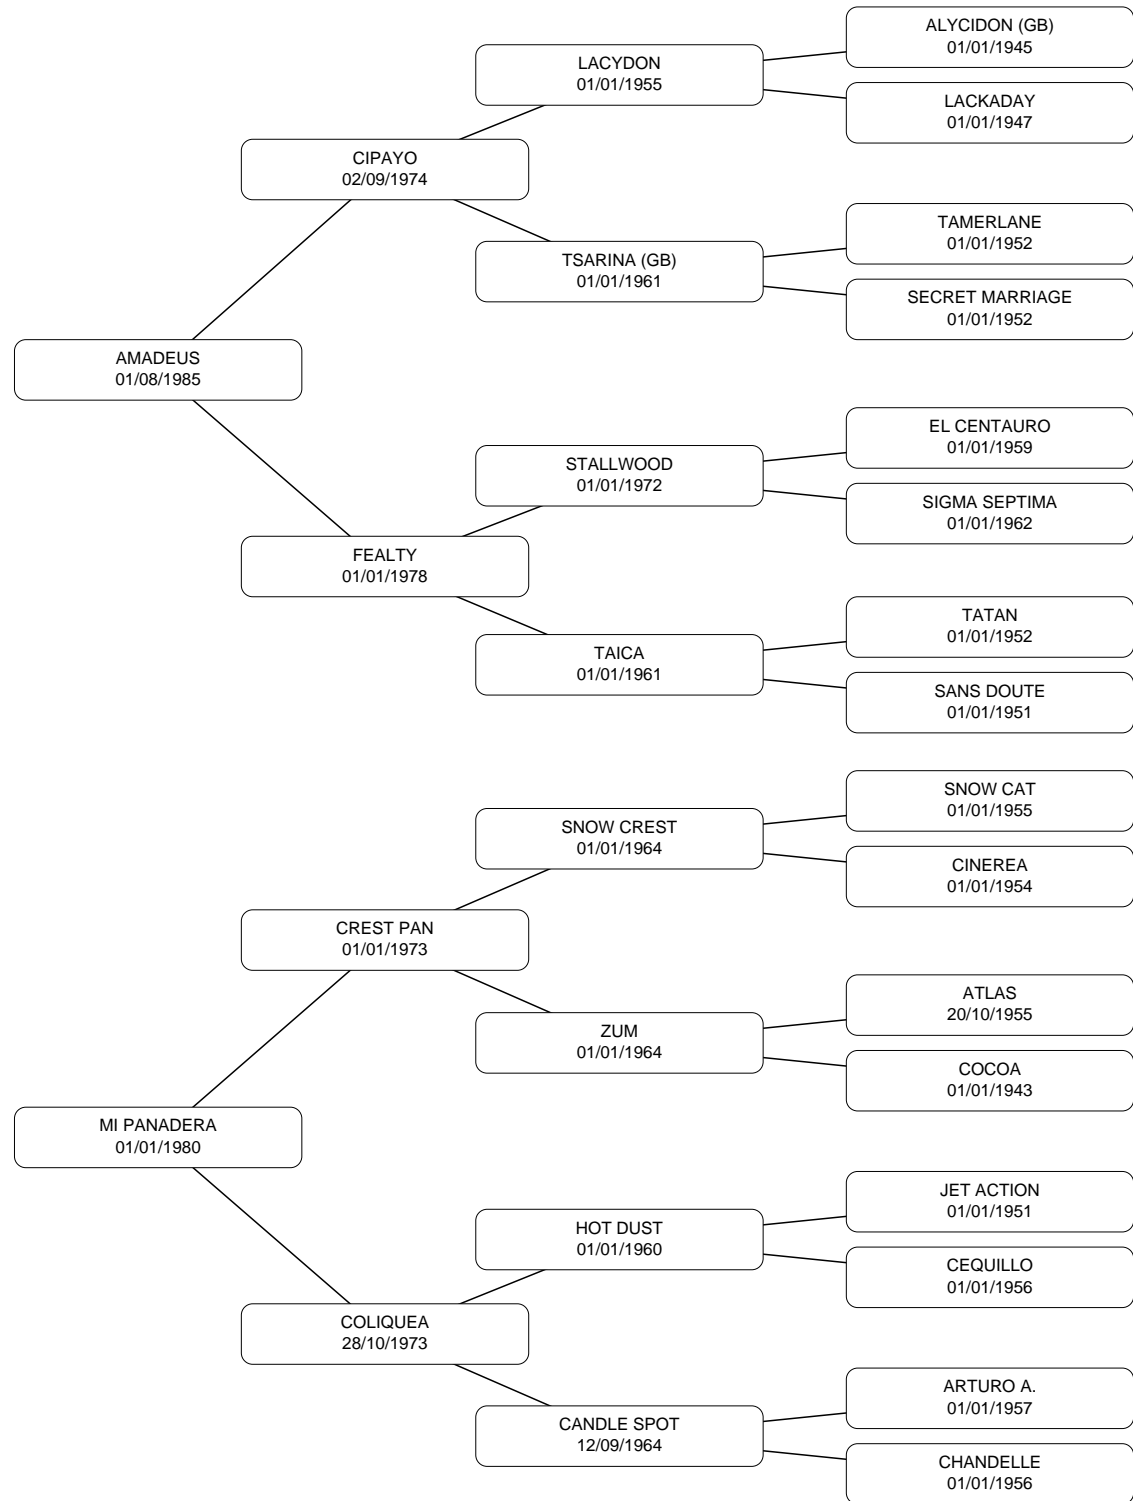 ALYCIDON (GB)
01/01/1945
LACYDON
01/01/1955
LACKADAY
01/01/1947
CIPAYO
02/09/1974
TAMERLANE
01/01/1952
TSARINA (GB)
01/01/1961
SECRET MARRIAGE
01/01/1952
AMADEUS
01/08/1985
EL CENTAURO
01/01/1959
STALLWOOD
01/01/1972
SIGMA SEPTIMA
01/01/1962
FEALTY
01/01/1978
TATAN
01/01/1952
TAICA
01/01/1961
SANS DOUTE
01/01/1951
SNOW CAT
01/01/1955
SNOW CREST
01/01/1964
CINEREA
01/01/1954
CREST PAN
01/01/1973
ATLAS
20/10/1955
ZUM
01/01/1964
COCOA
01/01/1943
MI PANADERA
01/01/1980
JET ACTION
01/01/1951
HOT DUST
01/01/1960
CEQUILLO
01/01/1956
COLIQUEA
28/10/1973
ARTURO A.
01/01/1957
CANDLE SPOT
12/09/1964
CHANDELLE
01/01/1956